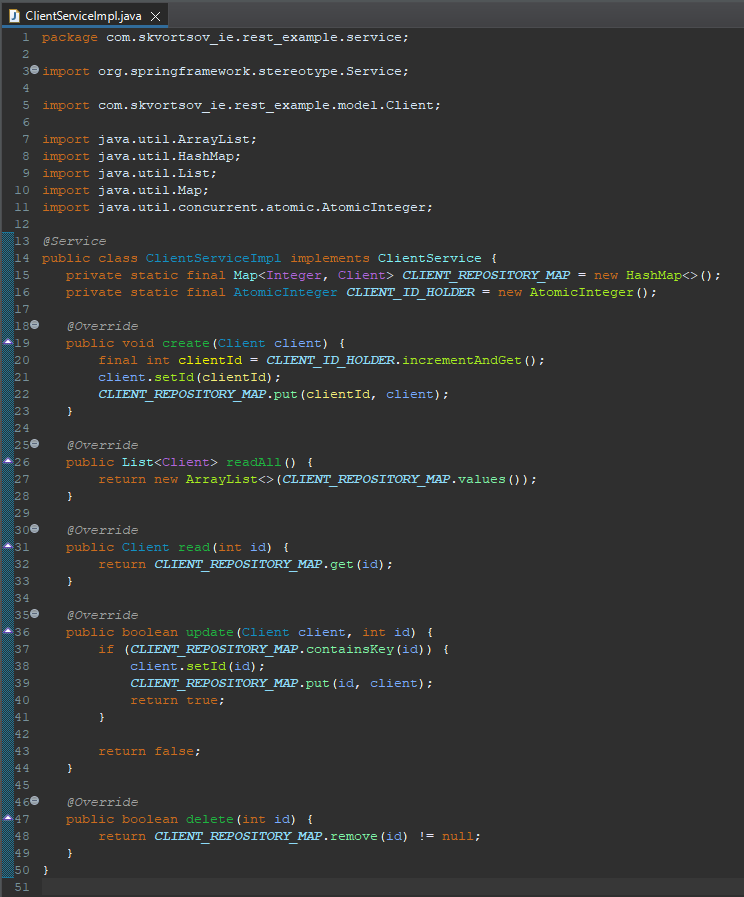 ClientServiceImpl.java
1 package com.skvortsov_ie.rest_example.service;
2
3 import org.springframework.stereotype.Service;
4
5 import com.skvortsov_ie.rest_example.model.Client;
6
7 import java.util.ArrayList;
8 import java.util.HashMap;
9 import java.util.List;
10 import java.util.Map;
11 import java.util.concurrent.atomic.AtomicInteger;
12
13 @Service
14 public class ClientServiceImpl implements ClientService {
15    private static final Map<Integer, Client> CLIENT_REPOSITORY_MAP = new HashMap<>();
16    private static final AtomicInteger CLIENT_ID_HOLDER = new AtomicInteger();
17
18    @Override
19    public void create(Client client) {
20        final int clientId = CLIENT_ID_HOLDER.incrementAndGet();
21        client.setId(clientId);
22        CLIENT_REPOSITORY_MAP.put(clientId, client);
23    }
24
25    @Override
26    public List<Client> readAll() {
27        return new ArrayList<>(CLIENT_REPOSITORY_MAP.values());
28    }
29
30    @Override
31    public Client read(int id) {
32        return CLIENT_REPOSITORY_MAP.get(id);
33    }
34
35    @Override
36    public boolean update(Client client, int id) {
37        if (CLIENT_REPOSITORY_MAP.containsKey(id)) {
38            client.setId(id);
39            CLIENT_REPOSITORY_MAP.put(id, client);
40            return true;
41        }
42
43        return false;
44    }
45
46    @Override
47    public boolean delete(int id) {
48        return CLIENT_REPOSITORY_MAP.remove(id) != null;
49    }
50 }
51